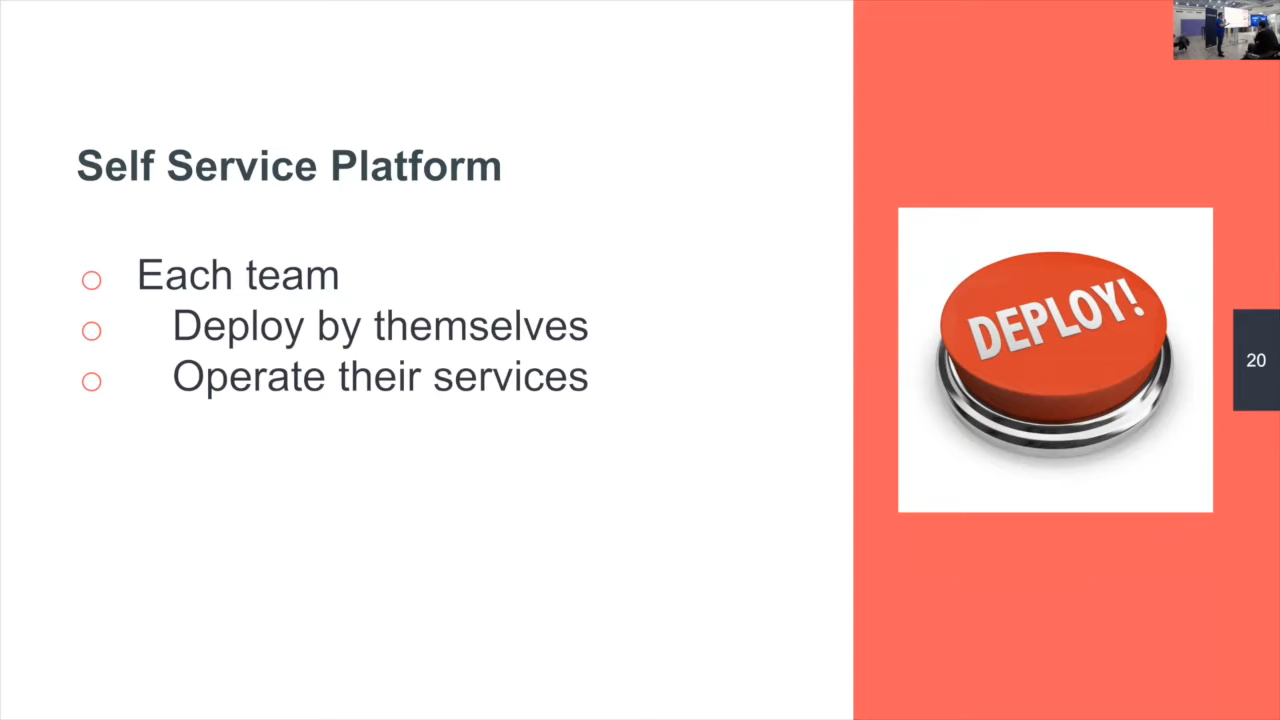 Self Service Platform
Each team
Deploy by themselves
Operate their services
DEPLOY!
20